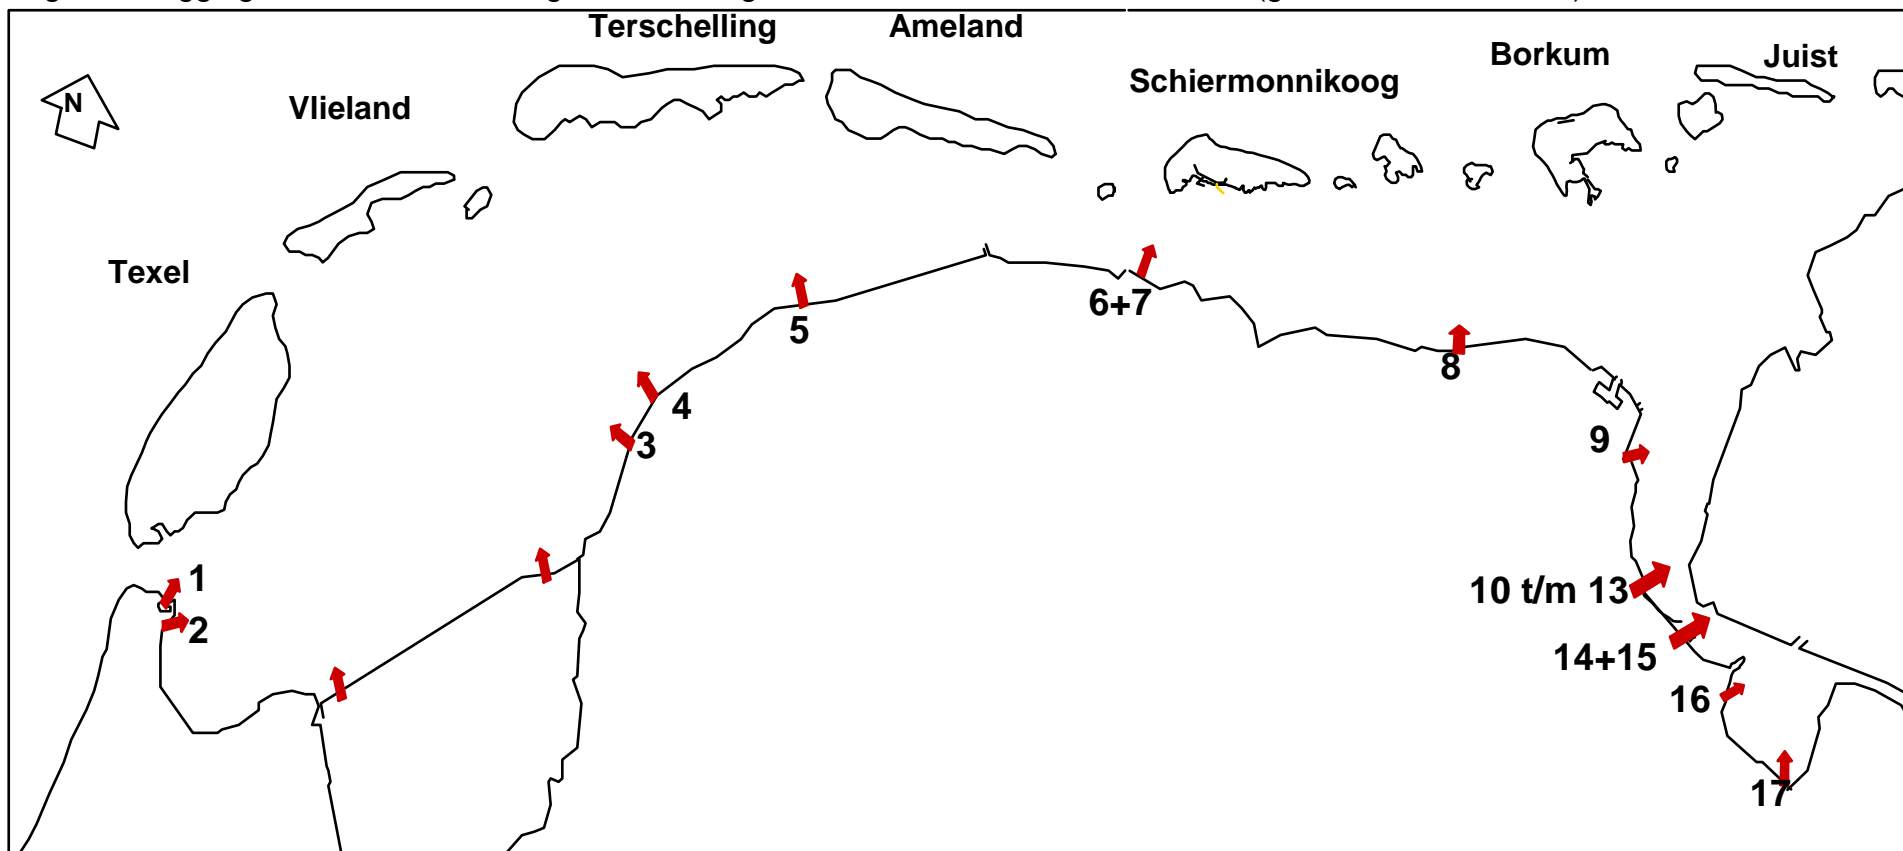 Terschelling
Ameland
Borkum
Juist
Schiermonnikoog
N
Vlieland
Texel
6+7
5
8
4
3
9
1
10 t/m 13
2
14+15
16
17